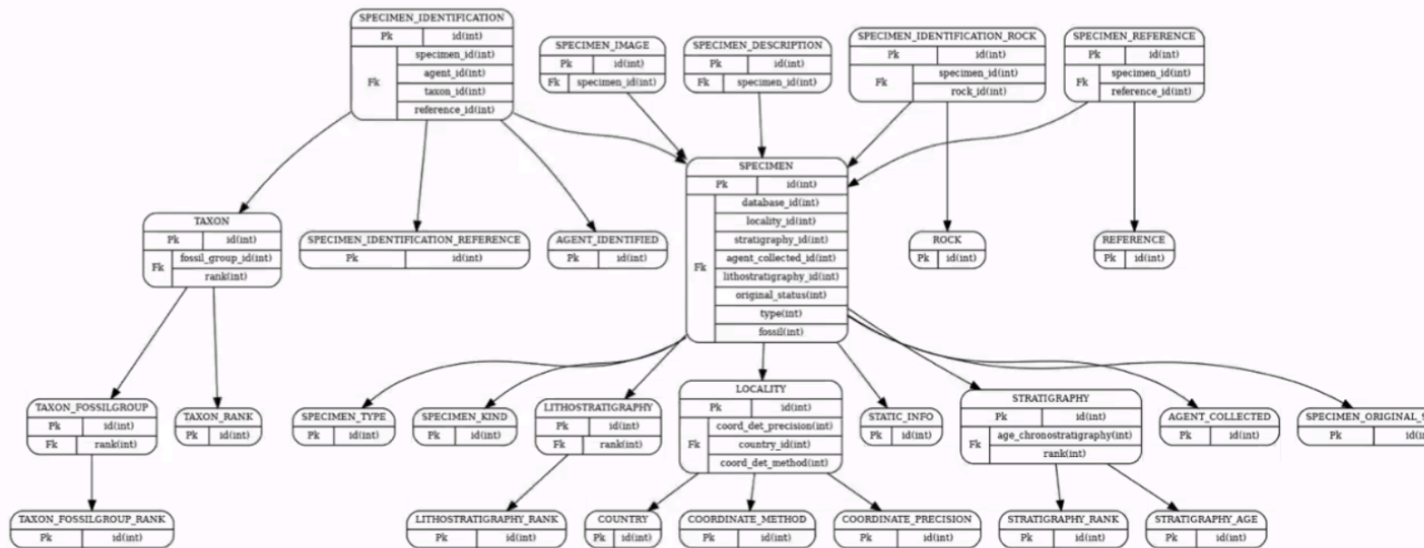 SPECIMEN_IDENTIFICATION
Pk id(int)
Fk
specimen_id(int)
agent_id(int)
taxon_id(int)
reference_id(int)
SPECIMEN_IMAGE
Pk id(int)
Fk specimen_id(int)
SPECIMEN_DESCRIPTION
Pk id(int)
Fk specimen_id(int)
SPECIMEN_IDENTIFICATION_ROCK
Pk id(int)
Fk
specimen_id(int)
rock_id(int)
SPECIMEN_REFERENCE
Pk id(int)
Fk
specimen_id(int)
reference_id(int)
SPECIMEN
Pk id(int)
Fk
database_id(int)
locality_id(int)
stratigraphy_id(int)
agent_collected_id(int)
lithostratigraphy_id(int)
original_status(int)
type(int)
fossil(int)
TAXON
Pk id(int)
Fk
fossil_group_id(int)
rank(int)
SPECIMEN_IDENTIFICATION_REFERENCE
Pk id(int)
AGENT_IDENTIFIED
Pk id(int)
ROCK
Pk id(int)
REFERENCE
Pk id(int)
TAXON_FOSSILGROUP
Pk id(int)
Fk rank(int)
TAXON_RANK
Pk id(int)
SPECIMEN_TYPE
Pk id(int)
SPECIMEN_KIND
Pk id(int)
LITHOSTRATIGRAPHY
Pk id(int)
Fk rank(int)
LOCALITY
Pk id(int)
Fk
coord_det_precision(int)
country_id(int)
coord_det_method(int)
STATIC_INFO
Pk id(int)
STRATIGRAPHY
Pk id(int)
Fk
age_chronostratigraphy(int)
rank(int)
AGENT_COLLECTED
Pk id(int)
SPECIMEN_ORIGINAL_
Pk
TAXON_FOSSILGROUP_RANK
Pk id(int)
LITHOSTRATIGRAPHY_RANK
Pk id(int)
COUNTRY
Pk id(int)
COORDINATE_METHOD
Pk id(int)
COORDINATE_PRECISION
Pk id(int)
STRATIGRAPHY_RANK
Pk id(int)
STRATIGRAPHY_AGE
Pk id(int)